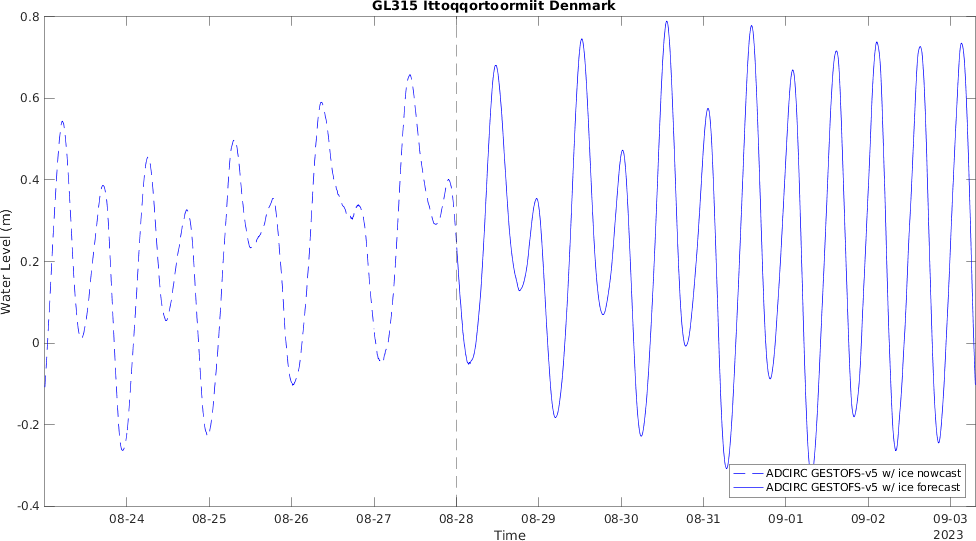 GL315 Ittoqqortoormiit Denmark
0.8
0.6
0.4
0.2
0
-0.2
-0.4
Water Level (m)
ADCIRC GESTOFS-v5 w/ ice nowcast
ADCIRC GESTOFS-v5 w/ ice forecast
08-24 08-25 08-26 08-27 08-28 08-29 08-30 08-31 09-01 09-02 09-03
Time 2023